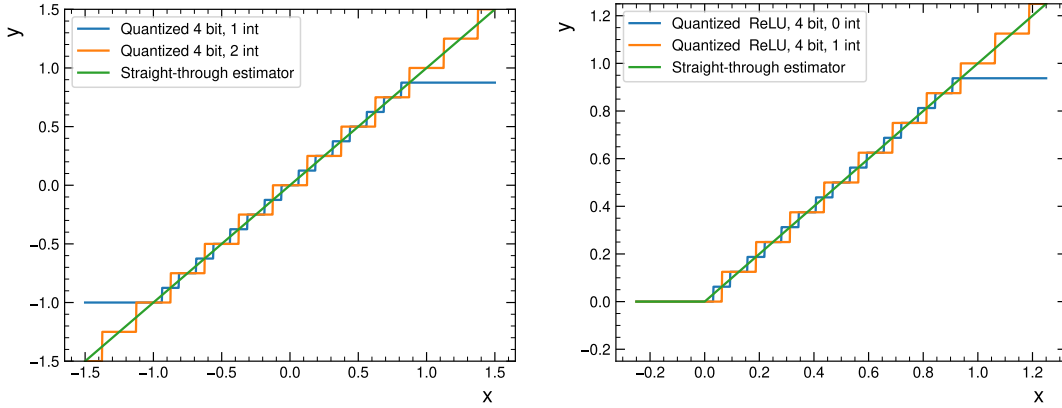 Quantized 4 bit, 1 int
Quantized 4 bit, 2 int
Straight-through estimator
y
1.5
1.0
0.5
0.0
−0.5
−1.0
−1.5
−1.5 −1.0 −0.5 0.0 0.5 1.0 1.5
x
Quantized ReLU, 4 bit, 0 int
Quantized ReLU, 4 bit, 1 int
Straight-through estimator
y
1.2
1.0
0.8
0.6
0.4
0.2
0.0
−0.2
−0.2 0.0 0.2 0.4 0.6 0.8 1.0 1.2
x